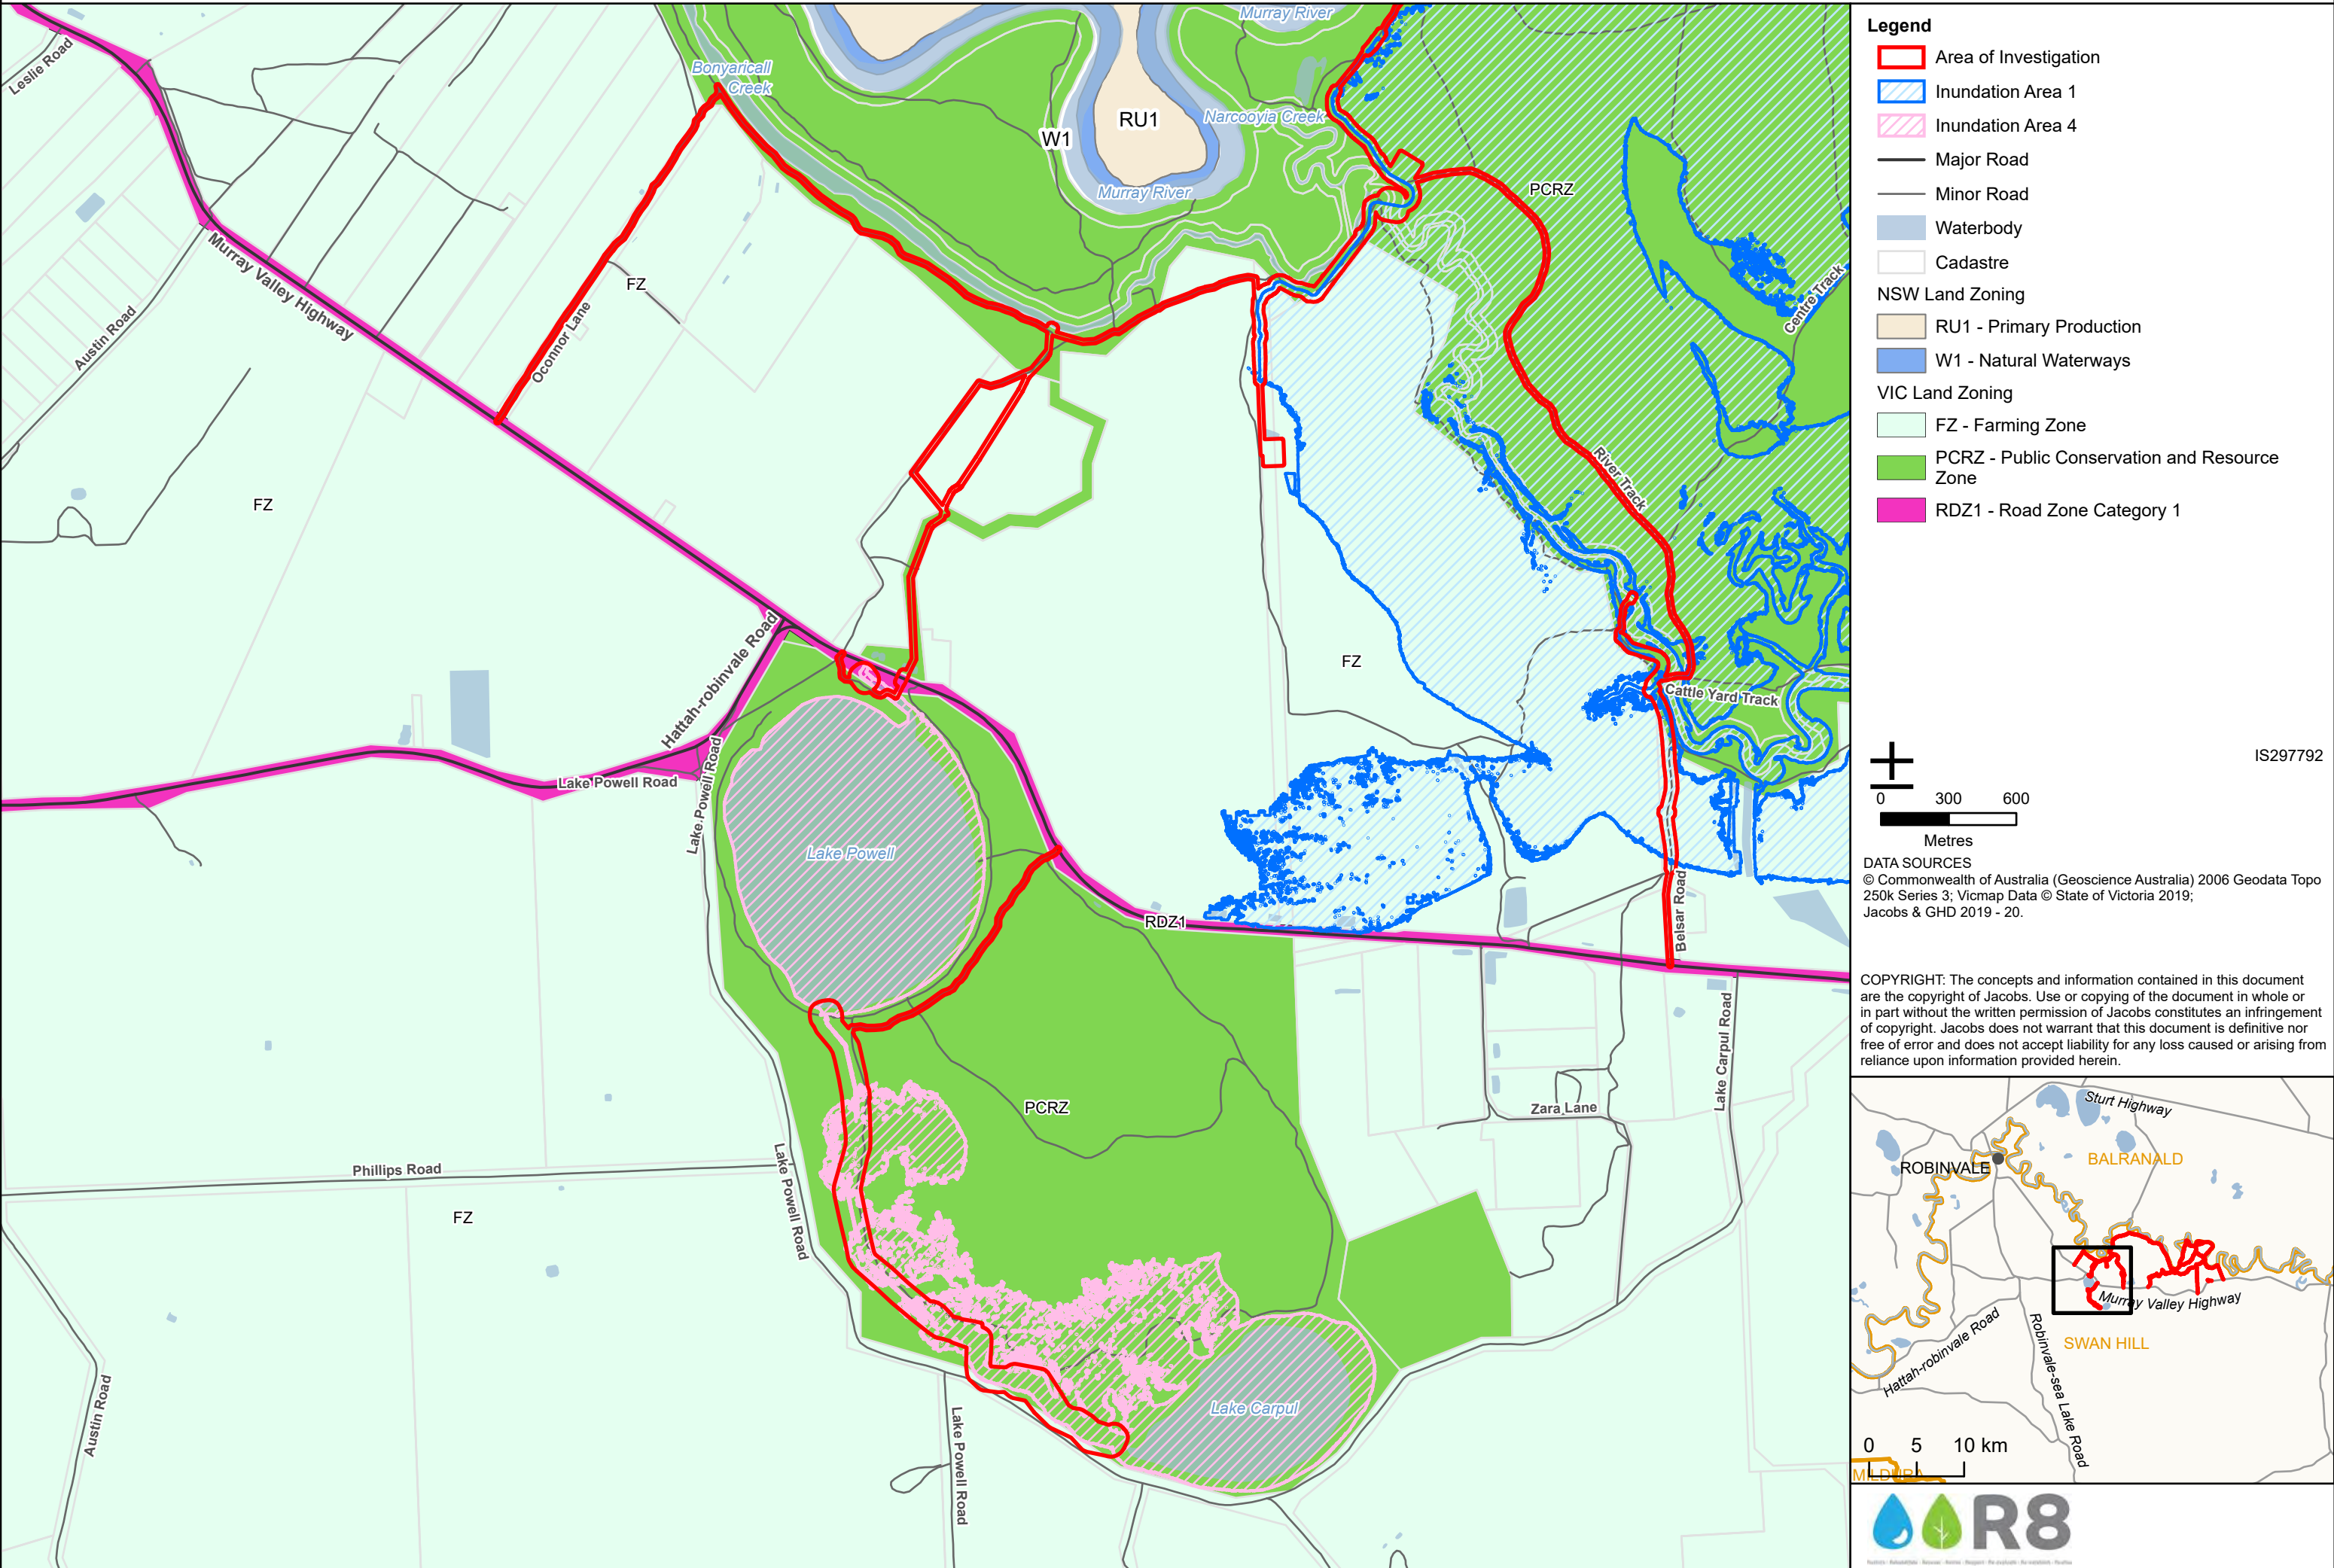 Leslie Road
Bonyaricall
Creek
Murray River
Narcooyia Creek
RU1
W1
Murray River
PCRZ
Murray Valley Highway
FZ
Oconnor Lane
Austin Road
Centre Track
River Track
FZ
Hattah-robinvale Road
FZ
Cattle Yard Track
Lake Powell Road
Lake Powell Road
Lake Powell
RDZ1
Belsar Road
Lake Carpul Road
PCRZ
Zara Lane
Phillips Road
Lake Powell Road
FZ
Lake Carpul
Austin Road
Lake Powell Road
Legend
Area of Investigation
Inundation Area 1
Inundation Area 4
Major Road
Minor Road
Waterbody
Cadastre
NSW Land Zoning
RU1 - Primary Production
W1 - Natural Waterways
VIC Land Zoning
FZ - Farming Zone
PCRZ - Public Conservation and Resource
Zone
RDZ1 - Road Zone Category 1
IS297792
0 300 600
Metres
DATA SOURCES
© Commonwealth of Australia (Geoscience Australia) 2006 Geodata Topo
250k Series 3; Vicmap Data © State of Victoria 2019;
Jacobs & GHD 2019 - 20.
COPYRIGHT: The concepts and information contained in this document
are the copyright of Jacobs. Use or copying of the document in whole or
in part without the written permission of Jacobs constitutes an infringement
of copyright. Jacobs does not warrant that this document is definitive nor
free of error and does not accept liability for any loss caused or arising from
reliance upon information provided herein.
Sturt Highway
ROBINVALE
BALRANALD
Murray Valley Highway
SWAN HILL
Hattah-robinvale Road
Robinvale-sea Lake Road
0 5 10 km
MILDURA
R8